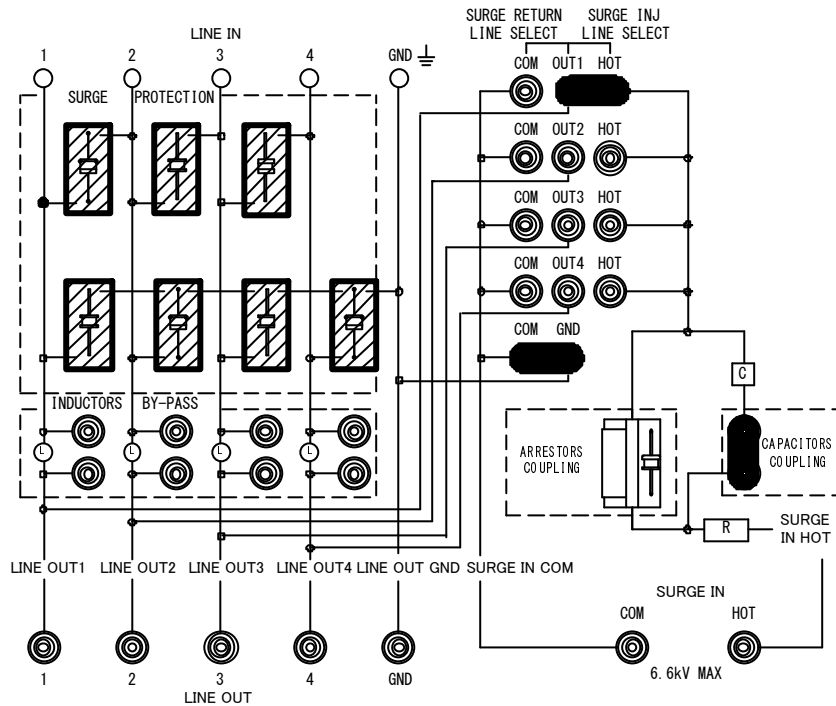 SURGE RETURN
LINE SELECT
SURGE INJ
LINE SELECT
LINE IN
1 2 3 4 GND
COM OUT1 HOT
SURGE PROTECTION
COM OUT2 HOT
COM OUT3 HOT
COM OUT4 HOT
COM GND
C
INDUCTORS BY-PASS
L L L L
ARRESTORS
COUPLING
CAPACITORS
COUPLING
R
SURGE
IN HOT
LINE OUT1 LINE OUT2 LINE OUT3 LINE OUT4 LINE OUT GND SURGE IN COM
SURGE IN
COM HOT
6.6kV MAX
1 2 3 4 GND
LINE OUT